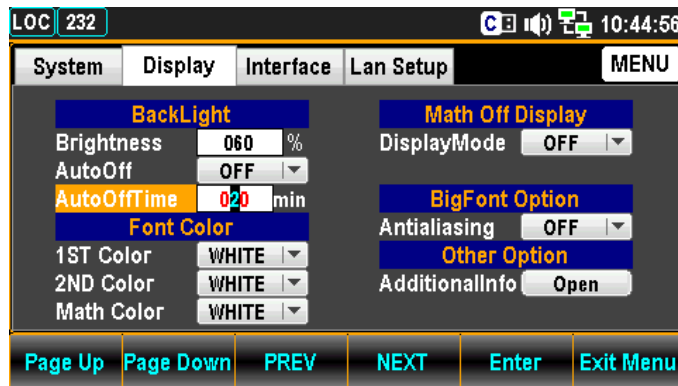 LOC 232 C 10:44:56
System Display Interface Lan Setup MENU
BackLight
Brightness 060 %
AutoOff OFF
AutoOffTime 020 min
Font Color
1ST Color WHITE
2ND Color WHITE
Math Color WHITE
Math Off Display
DisplayMode OFF
BigFont Option
Antialiasing OFF
Other Option
AdditionalInfo Open
Page Up Page Down PREV NEXT Enter Exit Menu